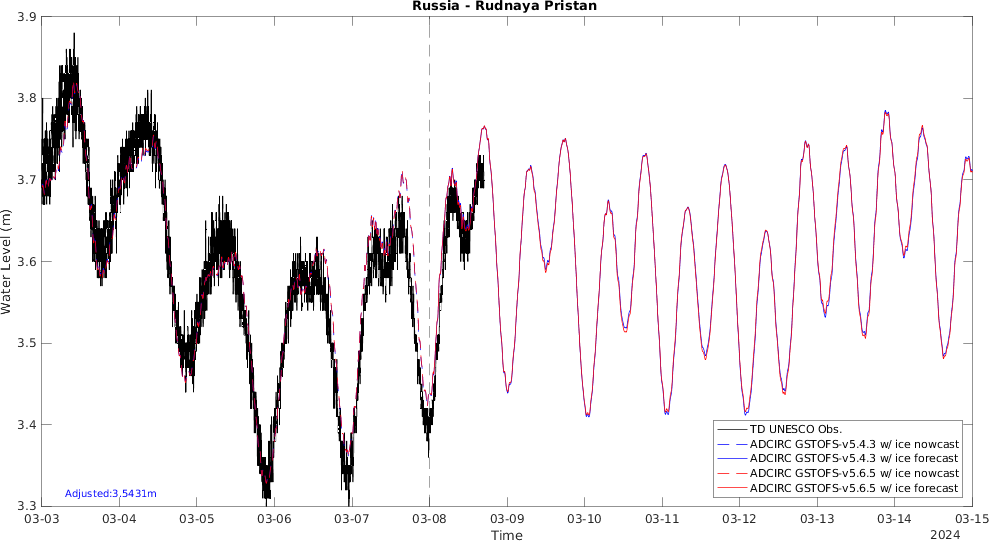 Russia - Rudnaya Pristan
3.9
3.8
3.7
3.6
3.5
3.4
3.3
Water Level (m)
Adjusted:3.5431m
TD UNESCO Obs.
ADCIRC GSTOFS-v5.4.3 w/ ice nowcast
ADCIRC GSTOFS-v5.4.3 w/ ice forecast
ADCIRC GSTOFS-v5.6.5 w/ ice nowcast
ADCIRC GSTOFS-v5.6.5 w/ ice forecast
03-03 03-04 03-05 03-06 03-07 03-08 03-09 03-10 03-11 03-12 03-13 03-14 03-15
Time
2024